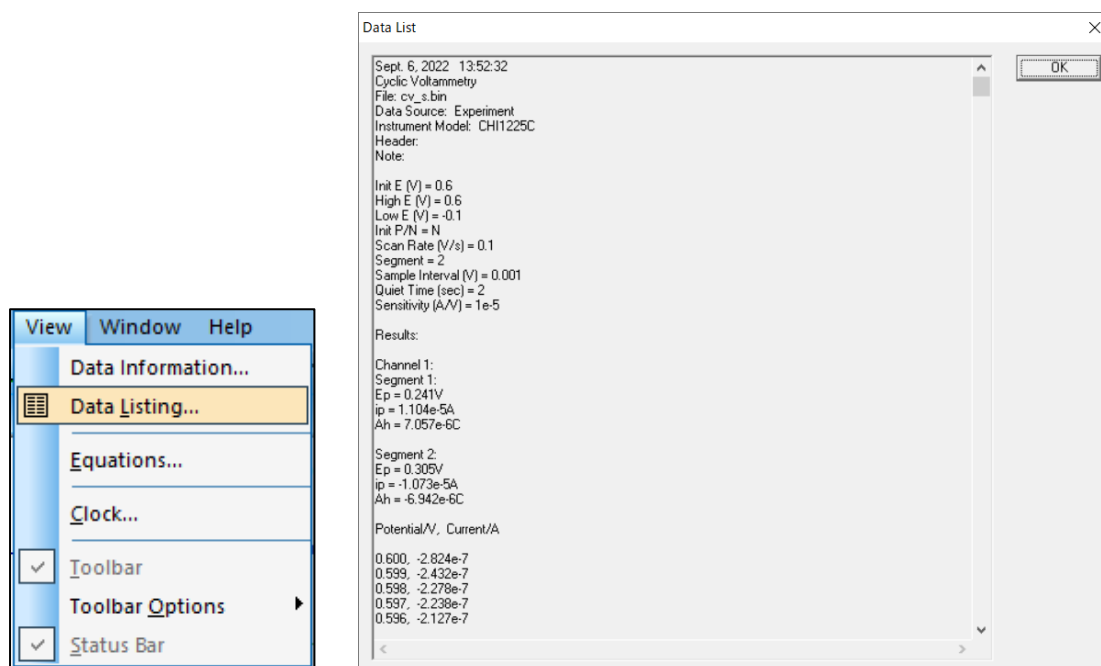 View Window Help
Data Information...
Data Listing...
Equations...
Clock...
Toolbar
Toolbar Options
Status Bar
Data List
OK
Sept. 6, 2022 13:52:32
Cyclic Voltammetry
File: cv_s.bin
Data Source: Experiment
Instrument Model: CHI1225C
Header:
Note:
Init E (V) = 0.6
High E (V) = 0.6
Low E (V) = -0.1
Init P/N = N
Scan Rate (V/s) = 0.1
Segment = 2
Sample Interval (V) = 0.001
Quiet Time (sec) = 2
Sensitivity (A/V) = 1e-5
Results:
Channel 1:
Segment 1:
Ep = 0.241V
ip = 1.104e-5A
Ah = 7.057e-6C
Segment 2:
Ep = 0.305V
ip = -1.073e-5A
Ah = -6.942e-6C
Potential/V, Current/A
0.600, -2.824e-7
0.599, -2.432e-7
0.598, -2.278e-7
0.597, -2.238e-7
0.596, -2.127e-7